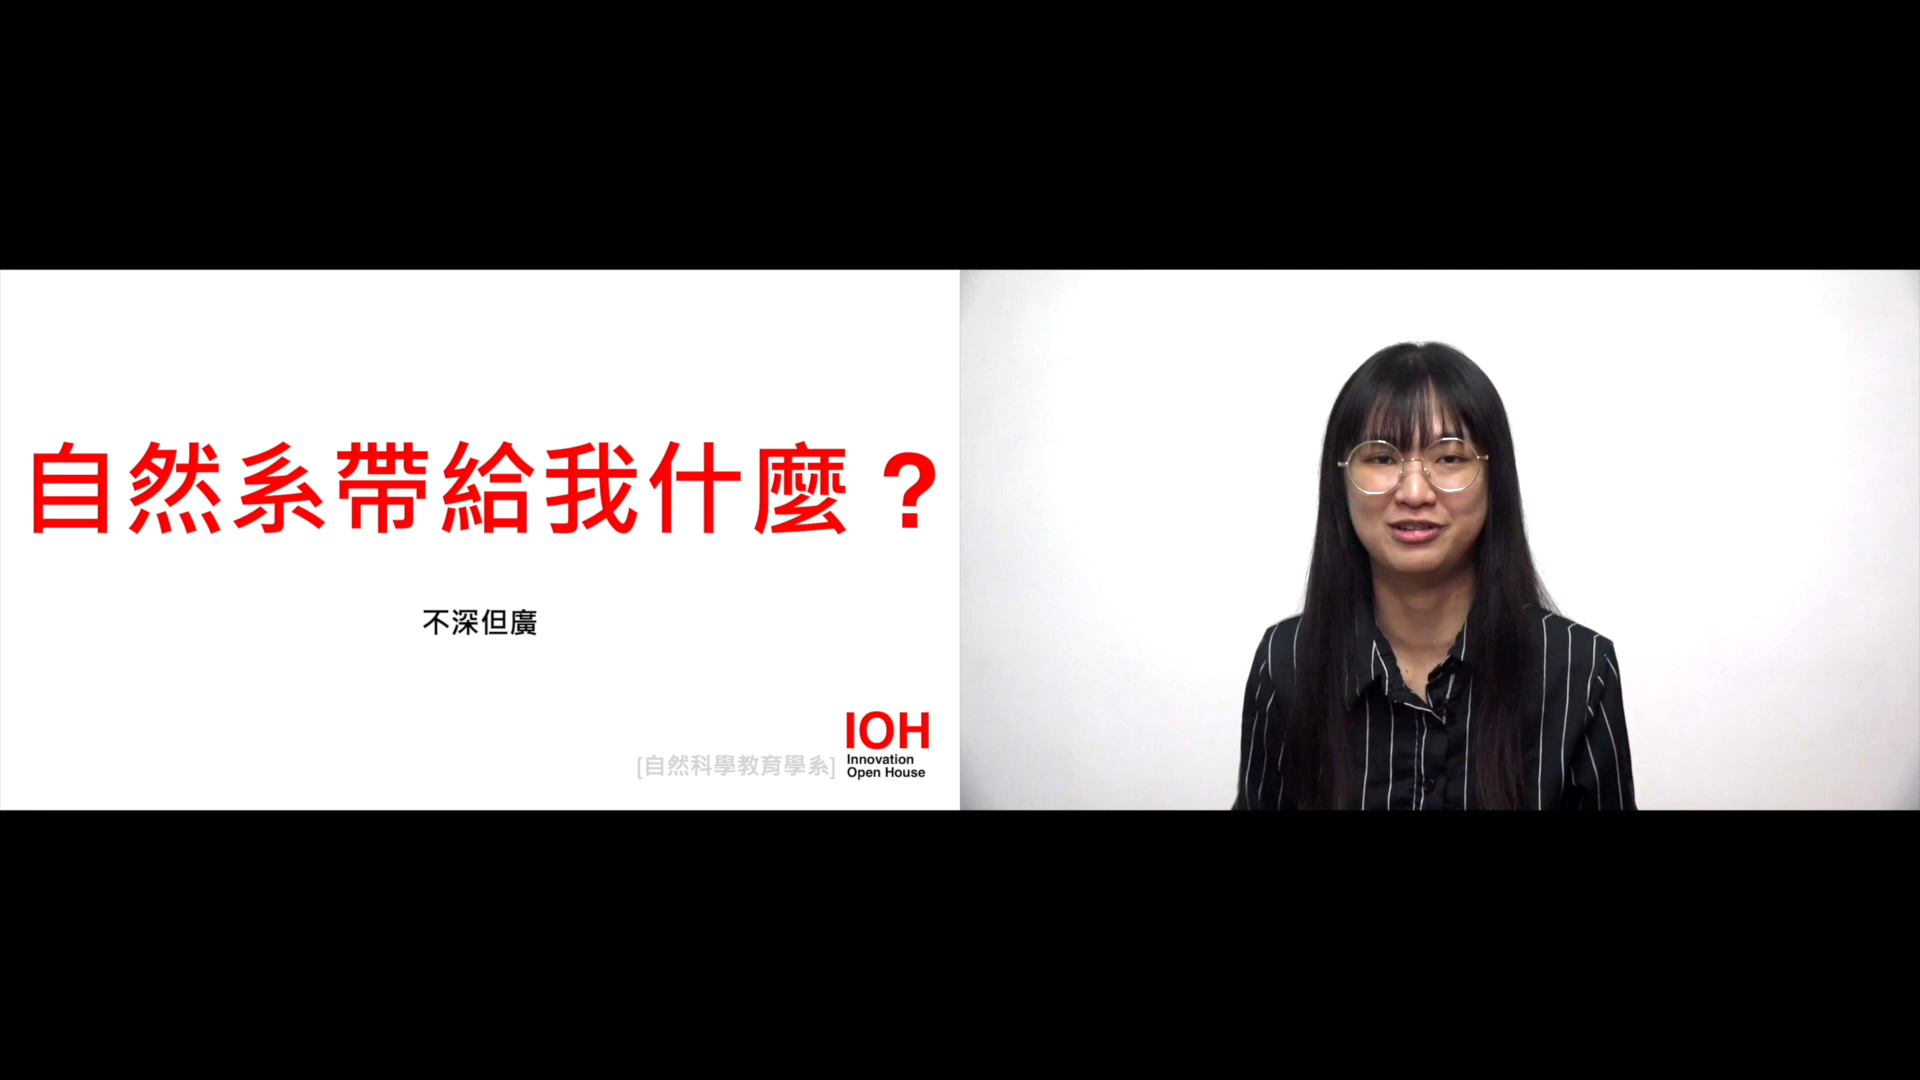 自然系帶給我什麼？
不深但廣
[自然科學教育學系]
IOH
Innovation
Open House